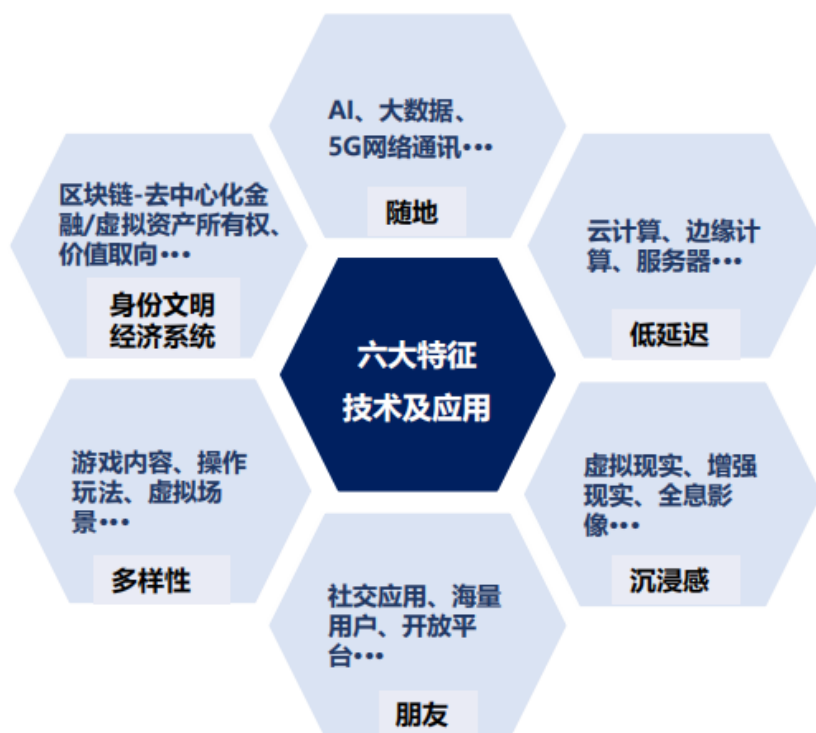 AI、大数据、
5G网络通讯•••
随地
区块链-去中心化金
融/虚拟资产所有权、
价值取向•••
身份文明
经济系统
云计算、边缘计
算、服务器•••
低延迟
六大特征
技术及应用
游戏内容、操作
玩法、虚拟场
景•••
多样性
虚拟现实、增强
现实、全息影
像•••
沉浸感
社交应用、海量
用户、开放平
台•••
朋友